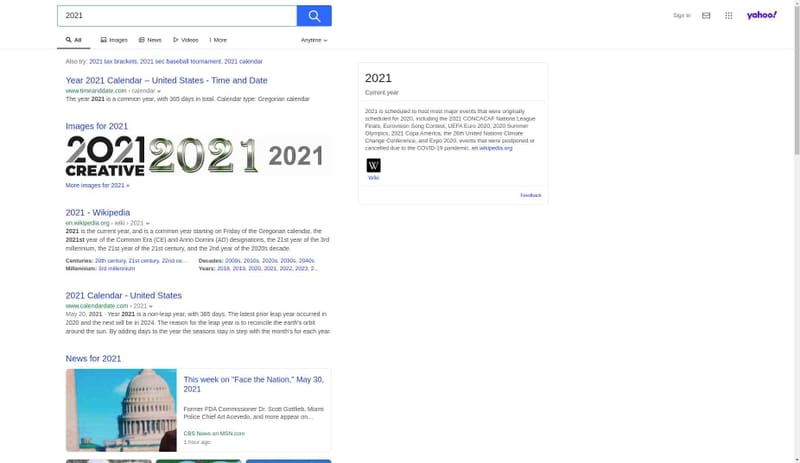 2021
Sign in
yahoo!
All
Images
News
Videos
More
Anytime
Also try: 2021 tax brackets, 2021 sec baseball tournament, 2021 calendar
Year 2021 Calendar – United States - Time and Date
www.timeanddate.com › calendar
The year 2021 is a common year, with 365 days in total. Calendar type: Gregorian calendar
Images for 2021
2021
CREATIVE
2021
2021
More images for 2021 »
2021 - Wikipedia
en.wikipedia.org › wiki › 2021
2021 is the current year, and is a common year starting on Friday of the Gregorian calendar, the
2021st year of the Common Era (CE) and Anno Domini (AD) designations, the 21st year of the 3rd
millennium, the 21st year of the 21st century, and the 2nd year of the 2020s decade.
Centuries: 20th century, 21st century, 22nd ce...
Decades: 2000s, 2010s, 2020s, 2030s, 2040s
Millennium: 3rd millennium
Years: 2018, 2019, 2020, 2021, 2022, 2023, 2...
2021 Calendar - United States
www.calendardate.com › 2021
May 20, 2021 · Year 2021 is a non-leap year, with 365 days. The latest prior leap year occurred in
2020 and the next will be in 2024. The reason for the leap year is to reconcile the earth's orbit
around the sun. By adding days to the year the seasons stay in step with the month's for each year.
News for 2021
This week on "Face the Nation," May 30,
2021
Former FDA Commissioner Dr. Scott Gottlieb, Miami
Police Chief Art Acevedo, and more appear on...
CBS News on MSN.com
1 hour ago
2021
Current year
2021 is scheduled to host most major events that were originally
scheduled for 2020, including the 2021 CONCACAF Nations League
Finals, Eurovision Song Contest, UEFA Euro 2020, 2020 Summer
Olympics, 2021 Copa América, the 26th United Nations Climate
Change Conference, and Expo 2020, events that were postponed or
cancelled due to the COVID-19 pandemic. en.wikipedia.org
W
Wiki
Feedback